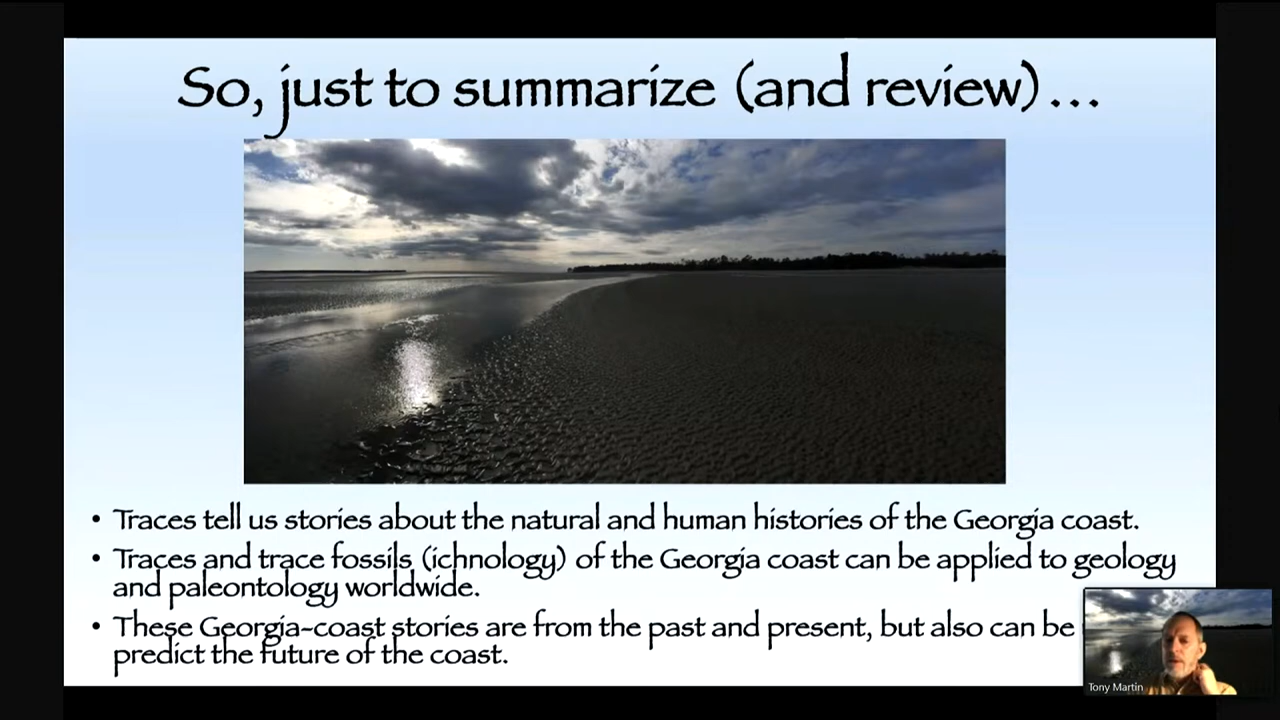 So, just to summarize (and review)...
• Traces tell us stories about the natural and human histories of the Georgia coast.
• Traces and trace fossils (ichnology) of the Georgia coast can be applied to geology
and paleontology worldwide.
• These Georgia-coast stories are from the past and present, but also can be
predict the future of the coast.
Tony Martin